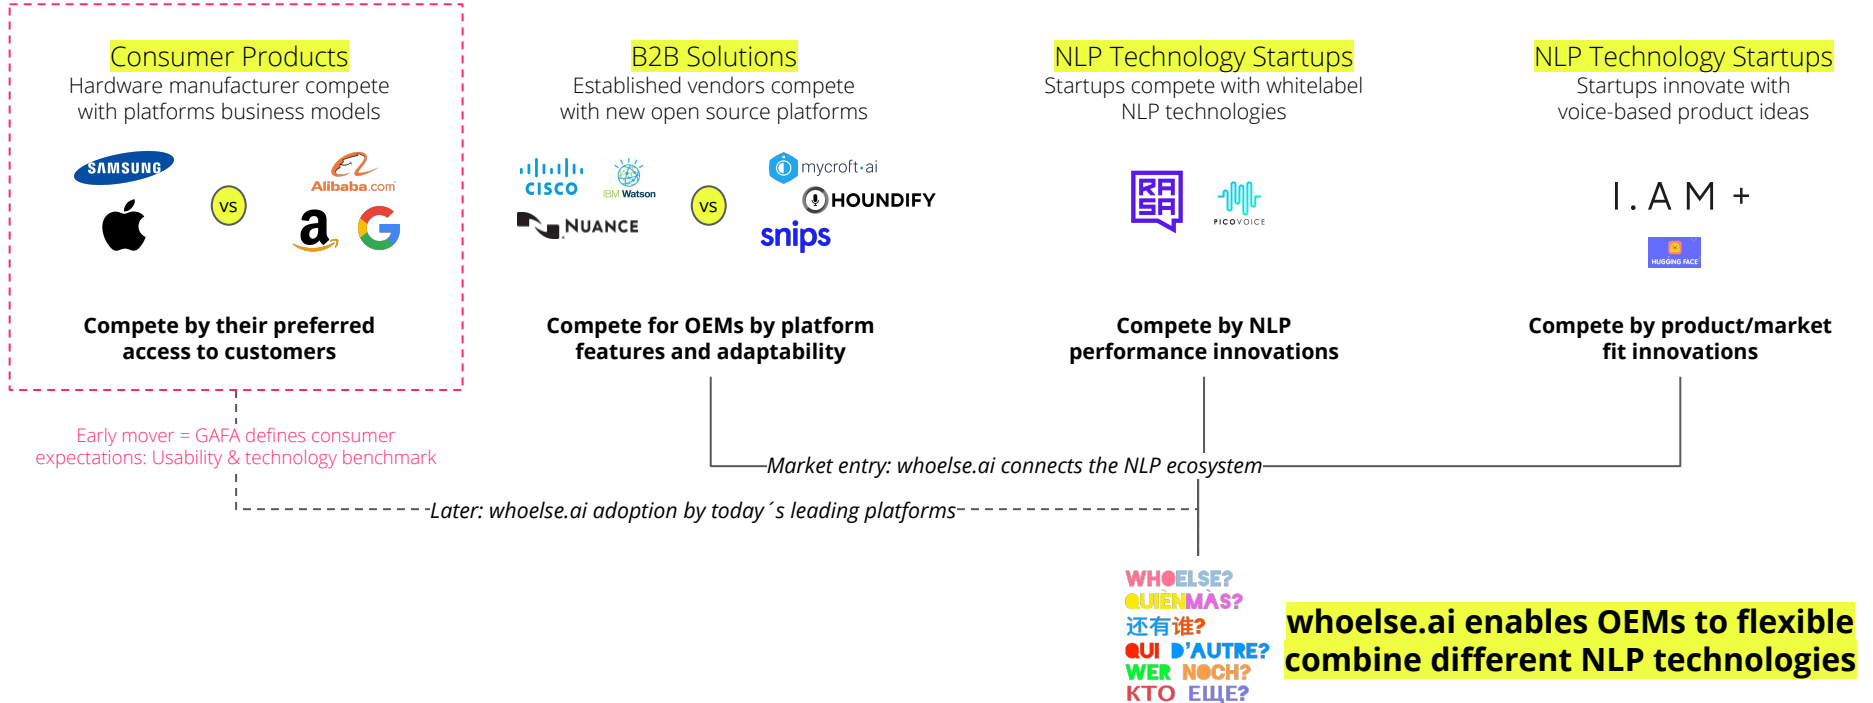 Consumer Products
Hardware manufacturer compete
with platforms business models
SAMSUNG
Alibaba.com
a
G
vs
Compete by their preferred
access to customers
B2B Solutions
Established vendors compete
with new open source platforms
CISCO
IBM Watson
NUANCE
vs
mycroft·ai
HOUNDIFY
snips
Compete for OEMs by platform
features and adaptability
NLP Technology Startups
Startups compete with whitelabel
NLP technologies
RASA
PICOVOICE
Compete by NLP
performance innovations
NLP Technology Startups
Startups innovate with
voice-based product ideas
I.AM+
HUGGING FACE
Compete by product/market
fit innovations
Early mover = GAFA defines consumer
expectations: Usability & technology benchmark
Market entry: whoelse.ai connects the NLP ecosystem
Later: whoelse.ai adoption by today´s leading platforms
WHOELSE?
QUIÈNMÀS?
还有谁?
QUI D'AUTRE?
WER NOCH?
КТО ЕЩЕ?
whoelse.ai enables OEMs to flexible
combine different NLP technologies